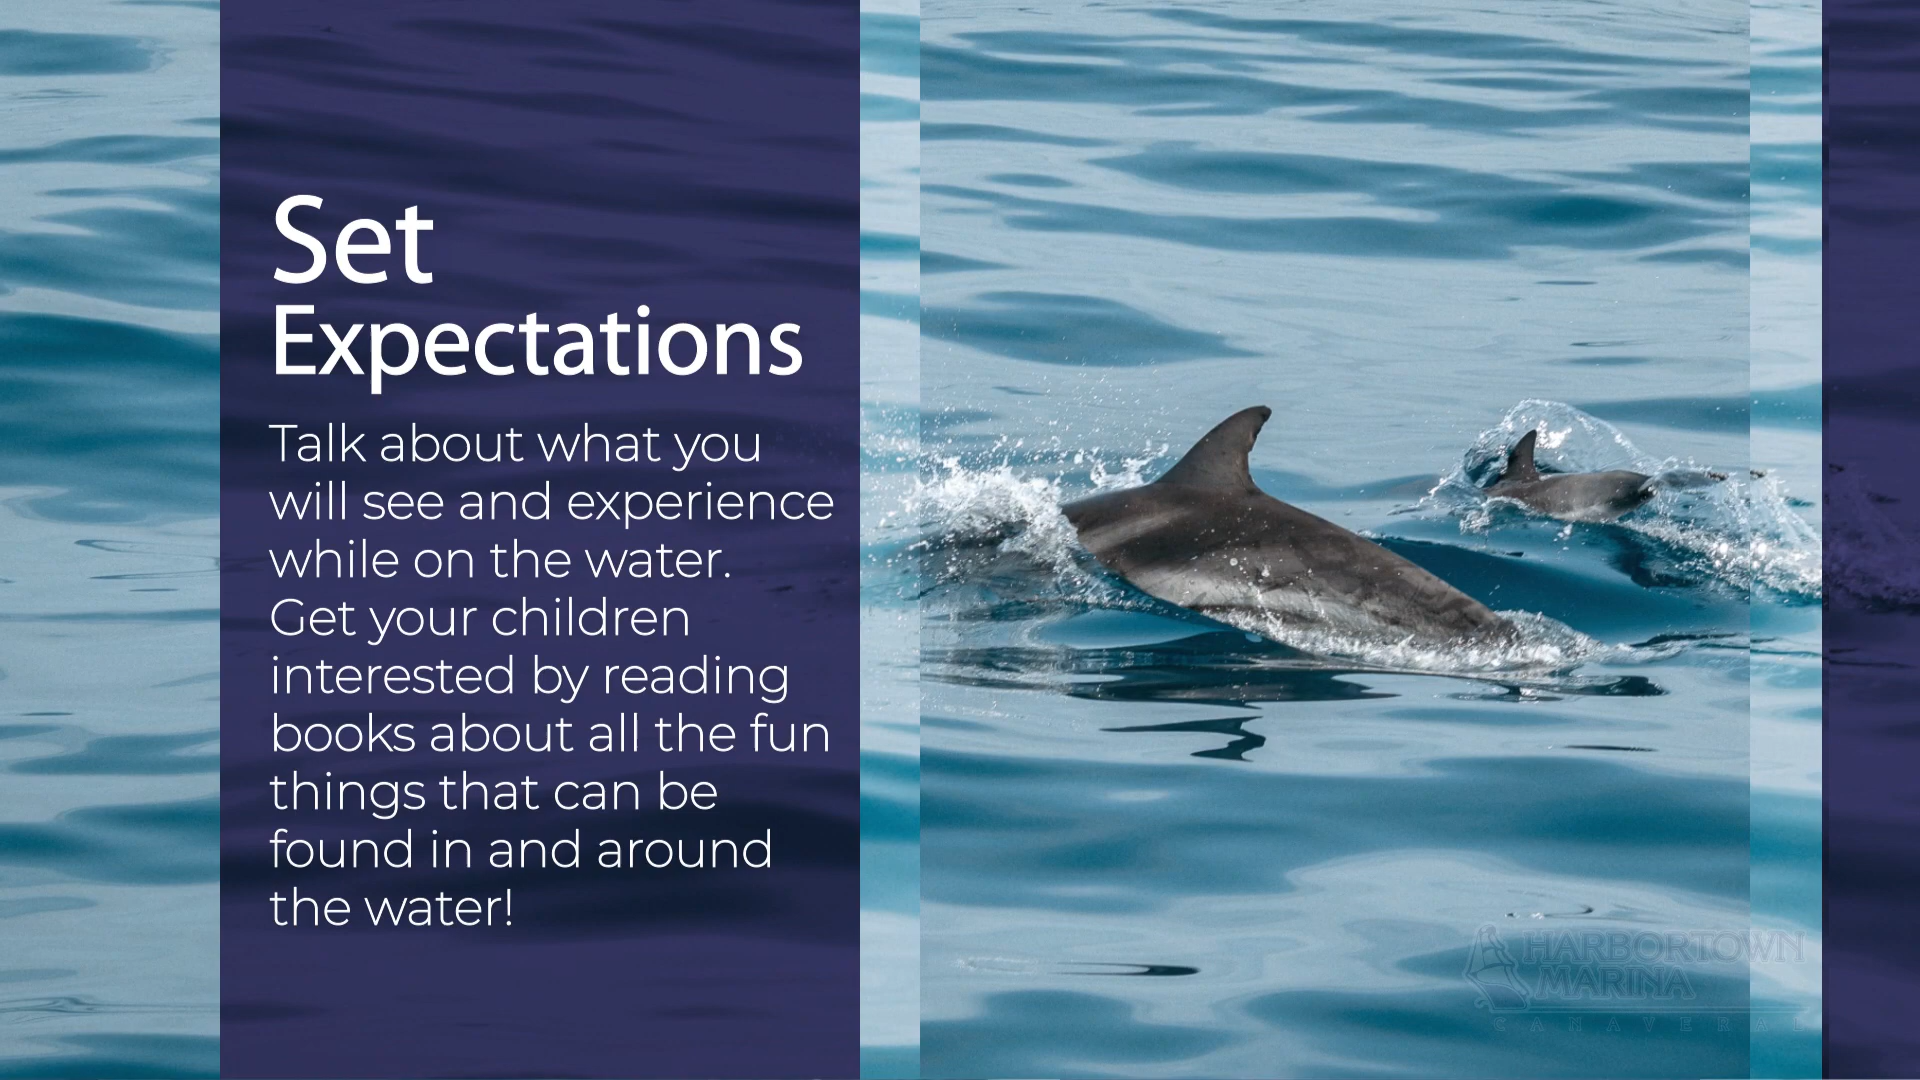 Set
Expectations
Talk about what you
will see and experience
while on the water.
Get your children
interested by reading
books about all the fun
things that can be
found in and around
the water!
HARBORTOWN
MARINA
CANAVERAL